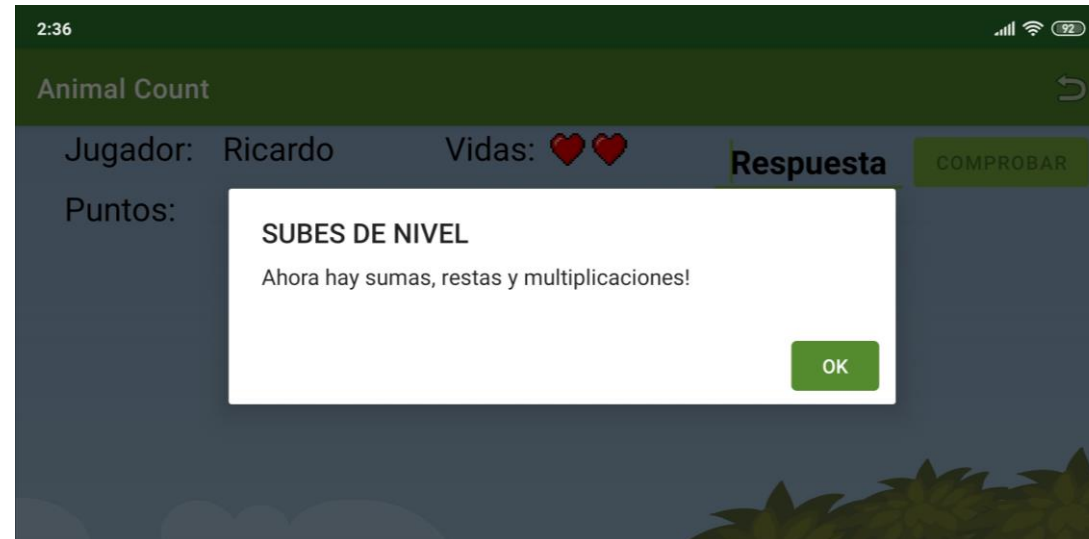 2:36
92
Animal Count
Jugador: Ricardo Vidas:
Respuesta
COMPROBAR
Puntos:
SUBES DE NIVEL
Ahora hay sumas, restas y multiplicaciones!
OK